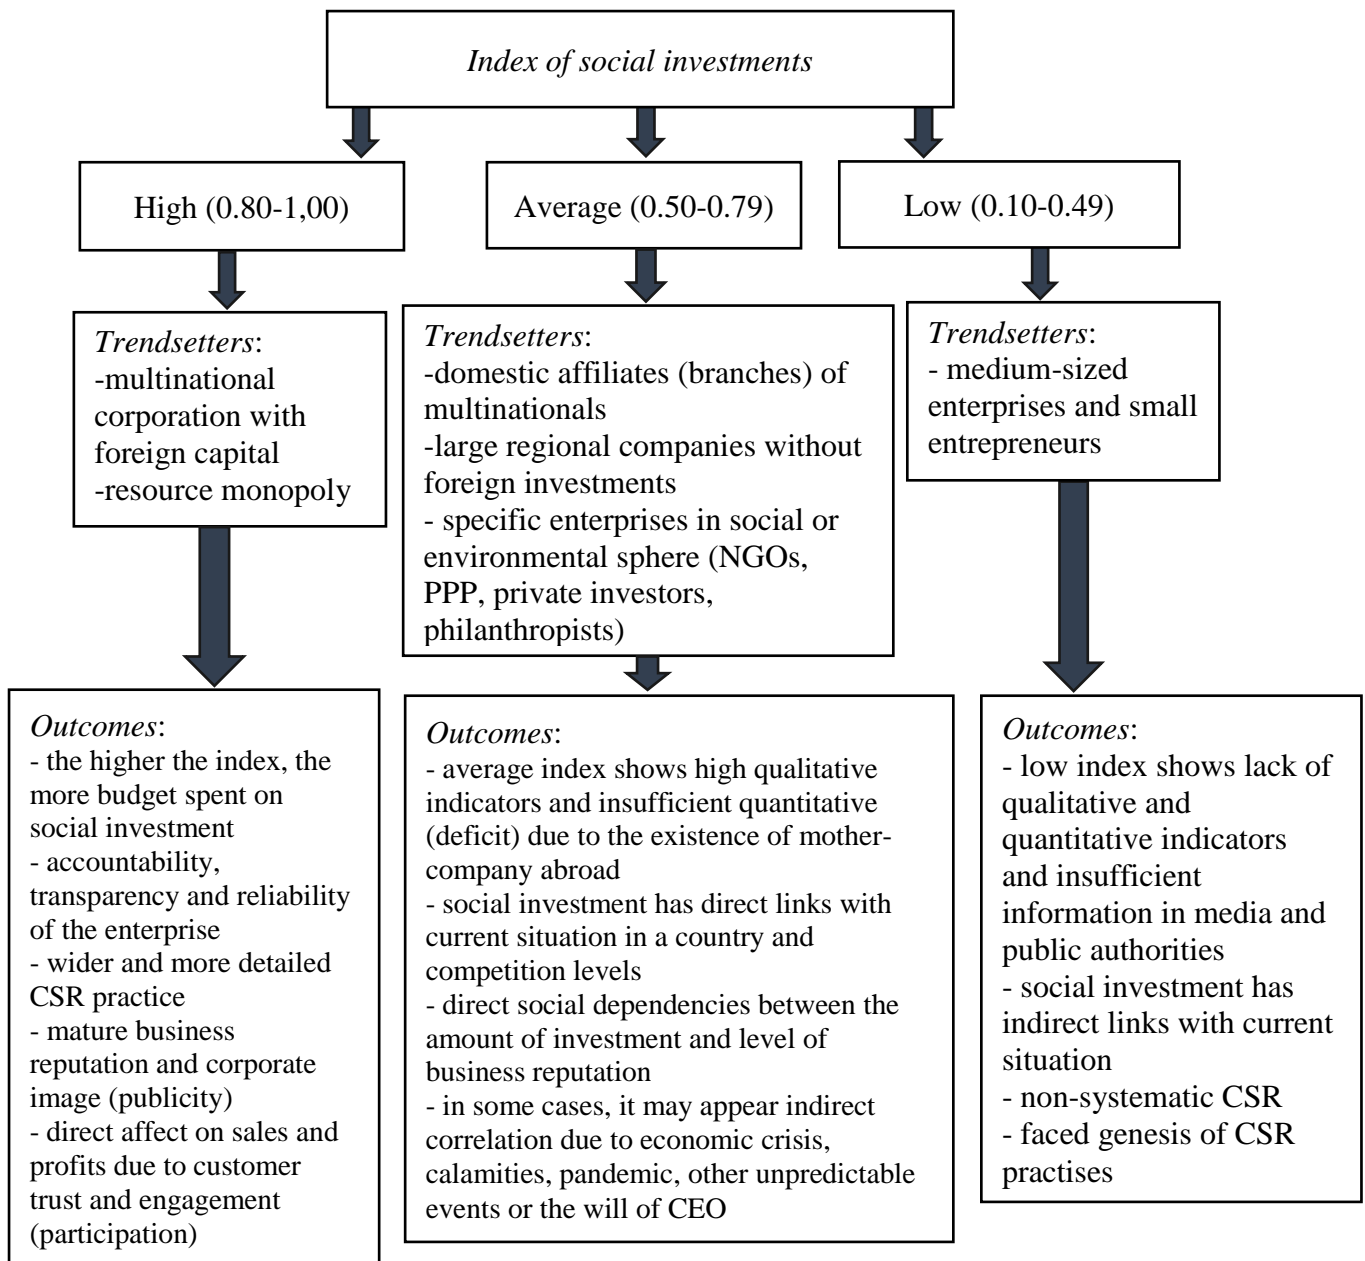 Index of social investments
High (0.80-1,00)
Average (0.50-0.79)
Low (0.10-0.49)
Trendsetters:
-multinational
corporation with
foreign capital
-resource monopoly
Trendsetters:
-domestic affiliates (branches) of
multinationals
-large regional companies without
foreign investments
- specific enterprises in social or
environmental sphere (NGOs,
PPP, private investors,
philanthropists)
Trendsetters:
- medium-sized
enterprises and small
entrepreneurs
Outcomes:
- the higher the index, the
more budget spent on
social investment
- accountability,
transparency and reliability
of the enterprise
- wider and more detailed
CSR practice
- mature business
reputation and corporate
image (publicity)
- direct affect on sales and
profits due to customer
trust and engagement
(participation)
Outcomes:
- average index shows high qualitative
indicators and insufficient quantitative
(deficit) due to the existence of mother-
company abroad
- social investment has direct links with
current situation in a country and
competition levels
- direct social dependencies between the
amount of investment and level of
business reputation
- in some cases, it may appear indirect
correlation due to economic crisis,
calamities, pandemic, other unpredictable
events or the will of CEO
Outcomes:
- low index shows lack of
qualitative and
quantitative indicators
and insufficient
information in media and
public authorities
- social investment has
indirect links with current
situation
- non-systematic CSR
- faced genesis of CSR
practises